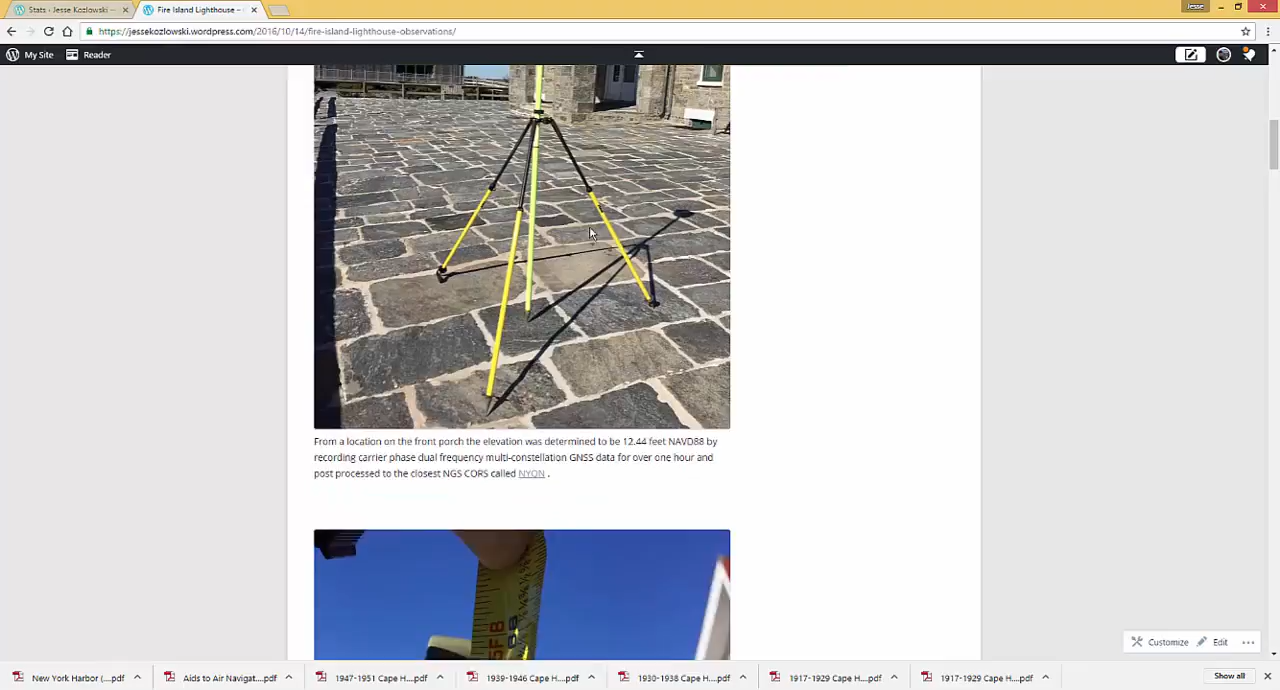 Stats ‹ Jesse Kozlowski —
Fire Island Lighthouse –
Jesse
https://jessekozlowski.wordpress.com/2016/10/14/fire-island-lighthouse-observations/
My Site
Reader
From a location on the front porch the elevation was determined to be 12.44 feet NAVD88 by
recording carrier phase dual frequency multi-constellation GNSS data for over one hour and
post processed to the closest NGS CORS called NYON .
Customize
Edit
New York Harbor (....pdf
Aids to Air Navigat....pdf
1947-1951 Cape H....pdf
1939-1946 Cape H....pdf
1930-1938 Cape H....pdf
1917-1929 Cape H....pdf
1917-1929 Cape H....pdf
Show all